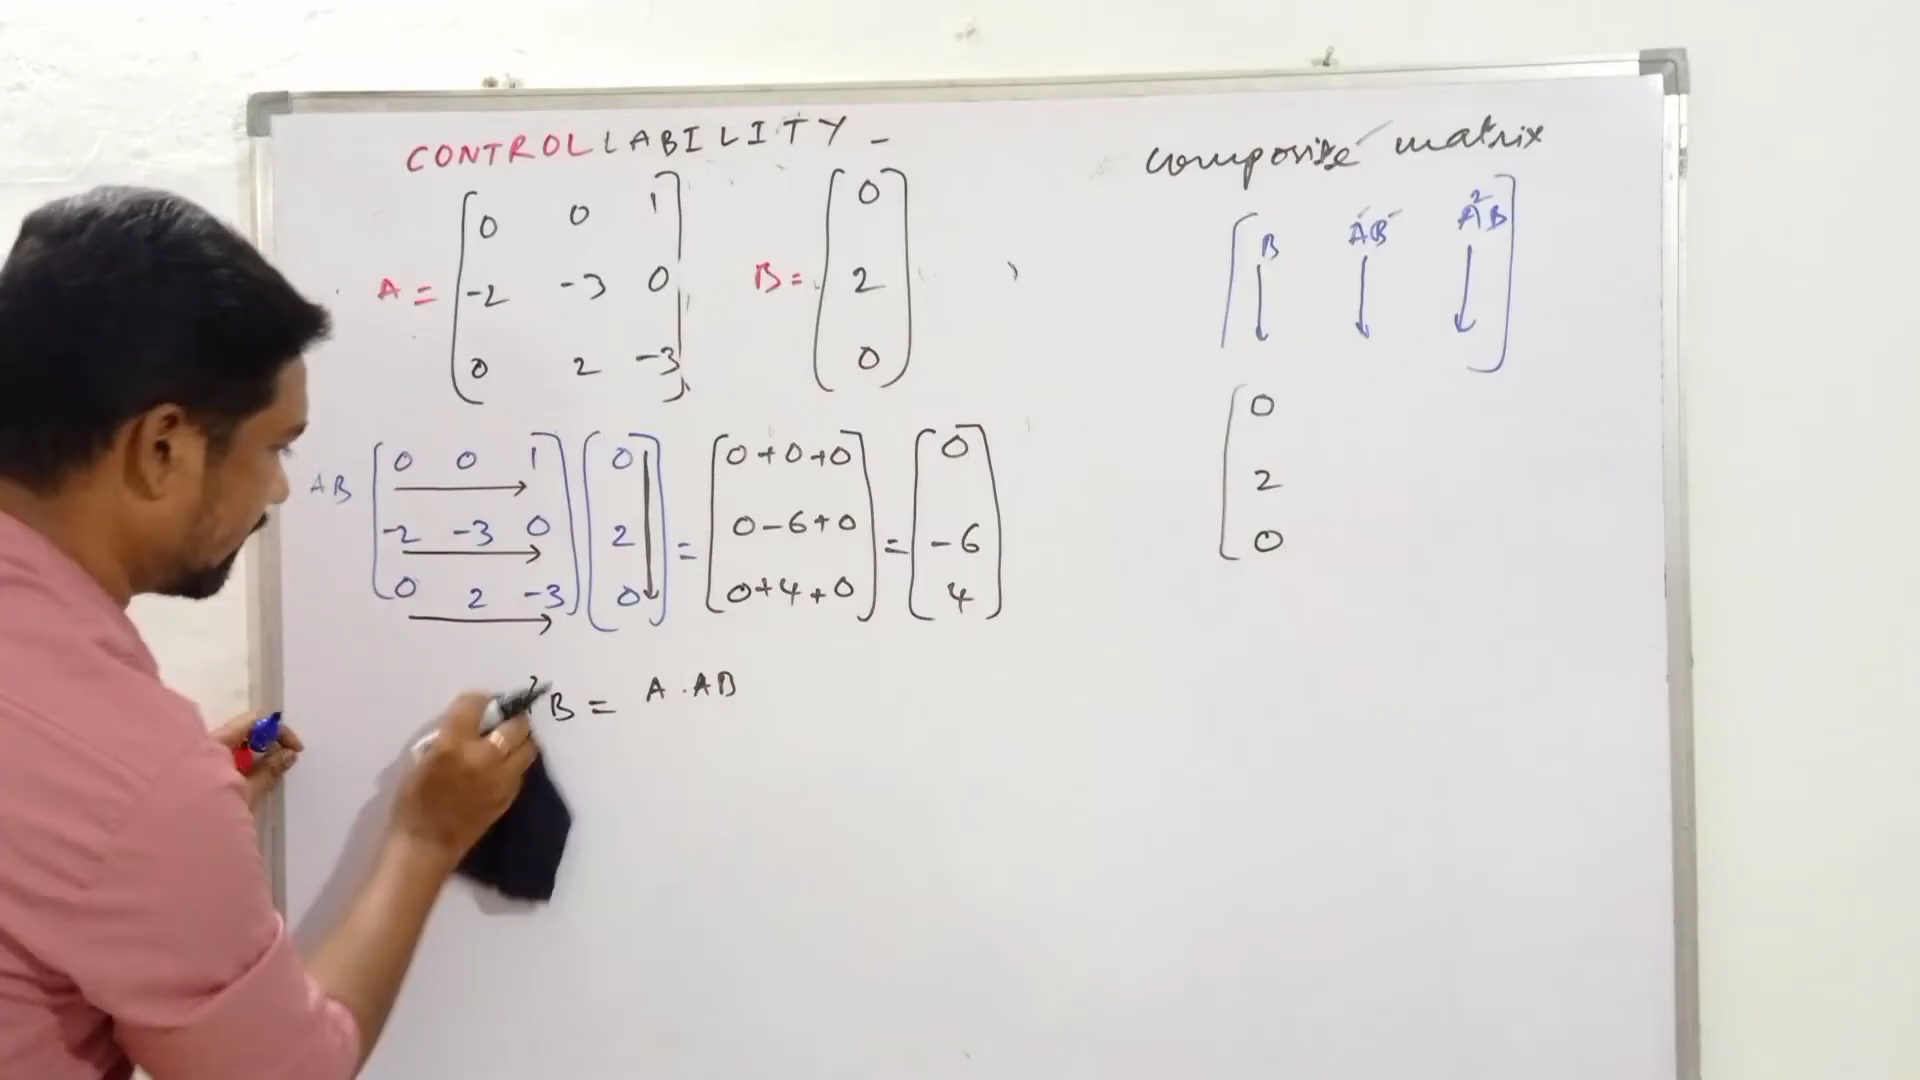 CONTROLLABILITY -
A = [0 0 1
-2 -3 0
0 2 -3]
B = [0
2
0]
AB [0 0 1
-2 -3 0
0 2 -3] [0
2
0] = [0+0+0
0-6+0
0+4+0] = [0
-6
4]
²B = A.AB
composite matrix
[B AB A²B]
[0
2
0